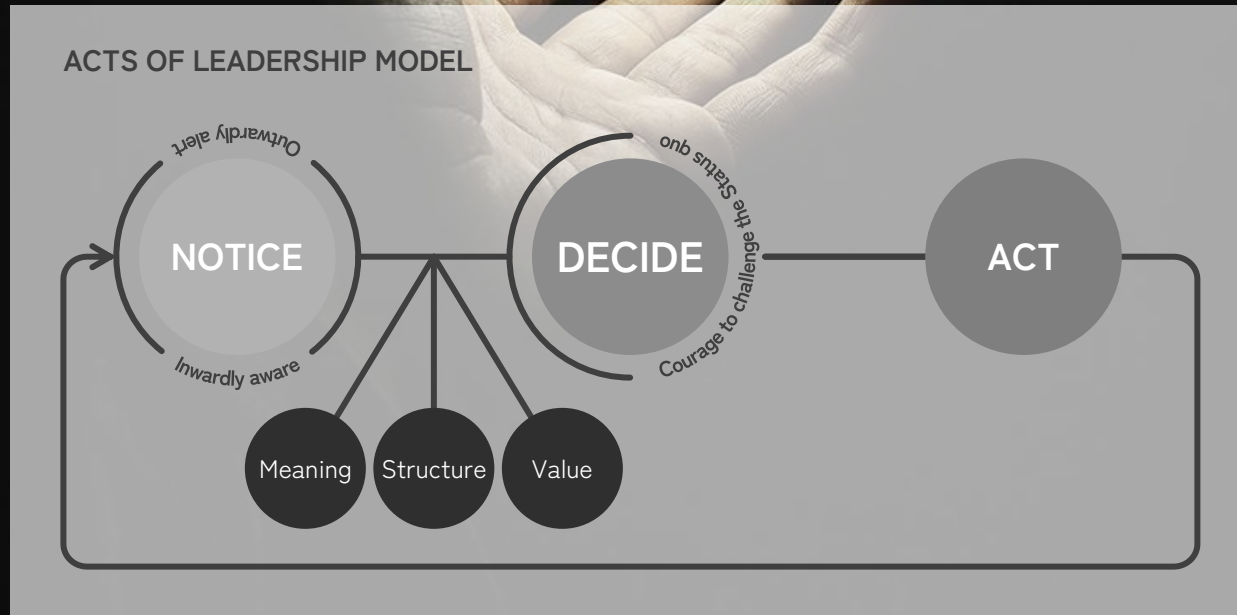 ACTS OF LEADERSHIP MODEL
Outwardly alert
NOTICE
Inwardly aware
DECIDE
Courage to challenge the Status quo
ACT
Meaning
Structure
Value